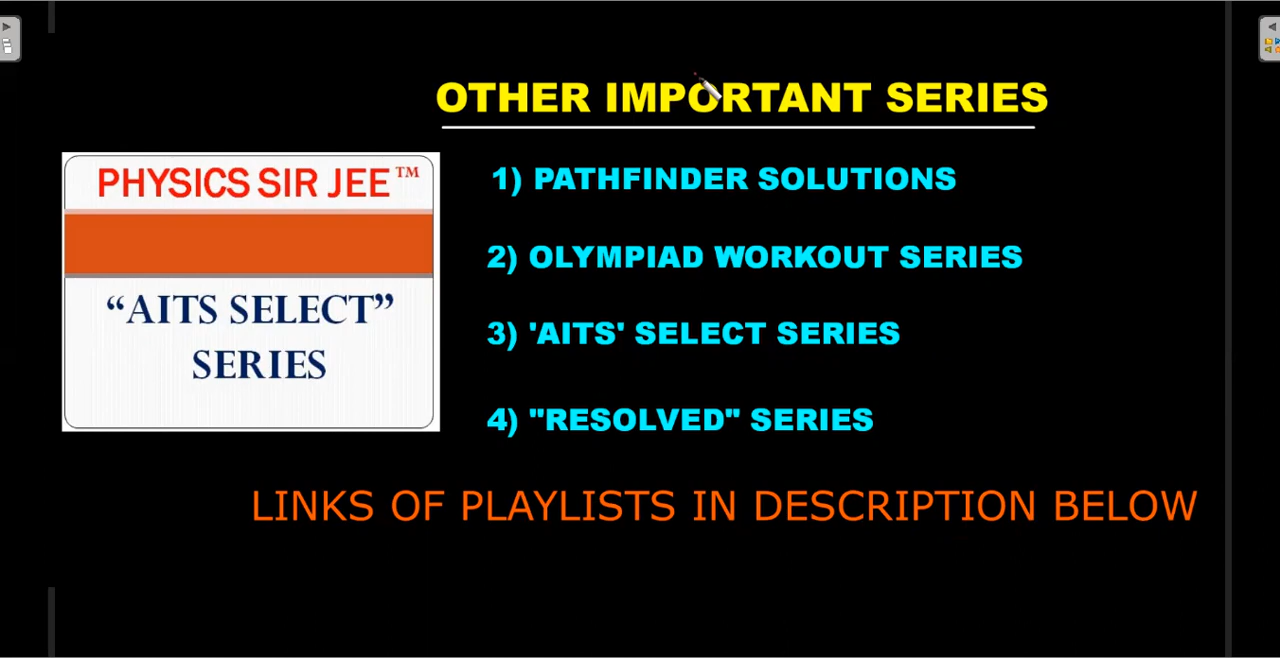 OTHER IMPORTANT SERIES
PHYSICS SIR JEE™
“AITS SELECT”
SERIES
1) PATHFINDER SOLUTIONS
2) OLYMPIAD WORKOUT SERIES
3) 'AITS' SELECT SERIES
4) "RESOLVED" SERIES
LINKS OF PLAYLISTS IN DESCRIPTION BELOW